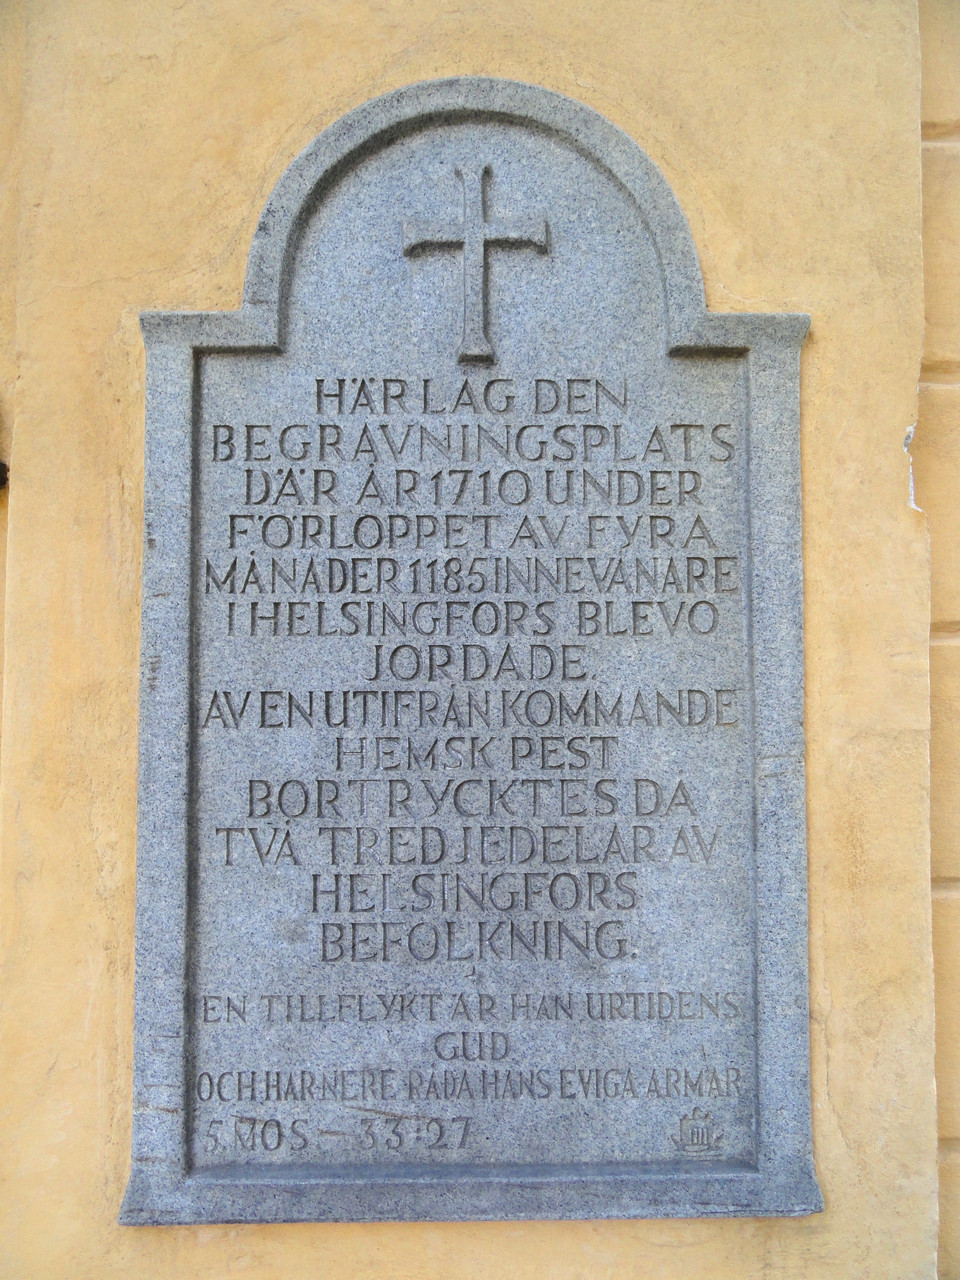 HÄR LÅG DEN
BEGRAVNINGSPLATS
DÄR ÅR 1710 UNDER
FÖRLOPPET AV FYRA
MÅNADER 1185 INNEVÅNARE
I HELSINGFORS BLEVO
JORDADE.
AV EN UTIFRÅN KOMMANDE
HEMSK PEST
BORTRYCKTES DÅ
TVÅ TREDJEDELAR AV
HELSINGFORS
BEFOLKNING.
EN TILLFLYKT ÄR HAN URTIDENS
GUD
OCH HÄRNERE RÅDA HANS EVIGA ARMAR
5 MOS — 33:27